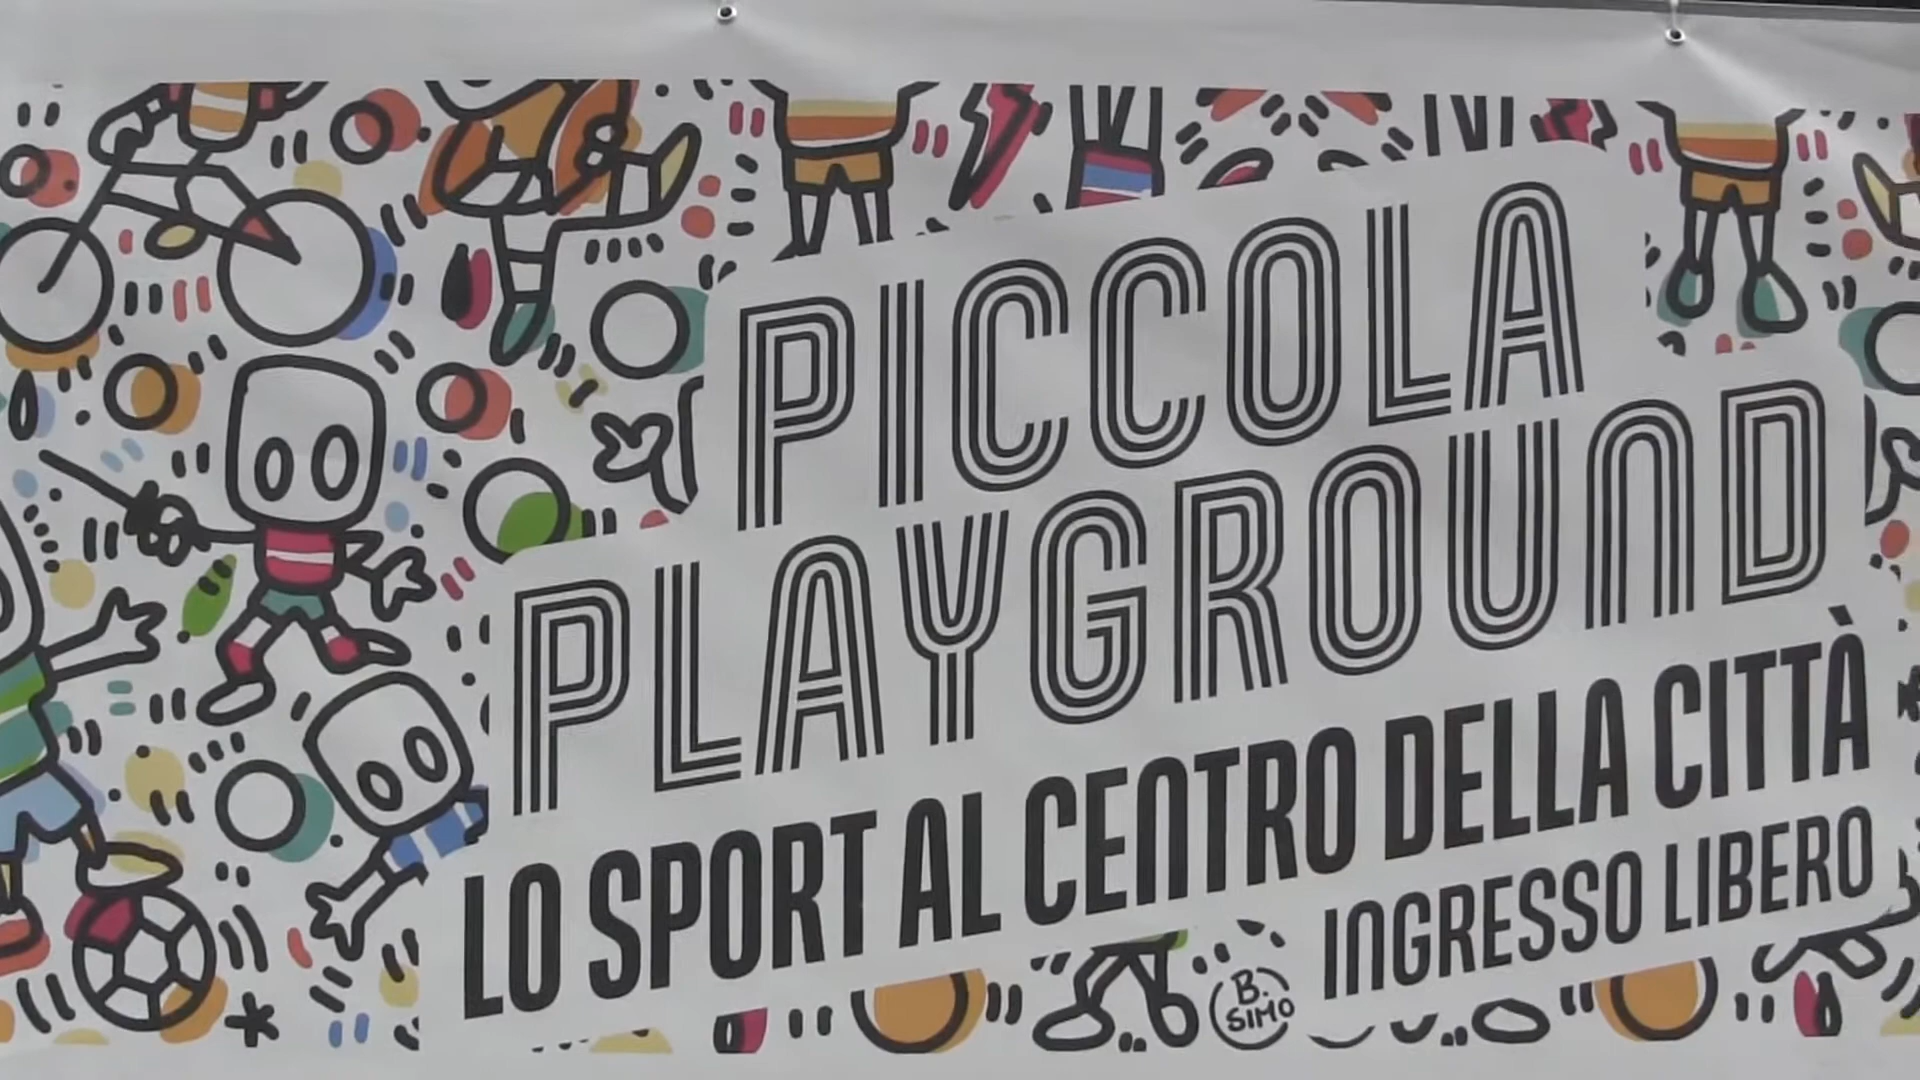 PICCOLA
PLAYGROUND
LO SPORT AL CENTRO DELLA CITTÀ
INGRESSO LIBERO
B.
SIMO